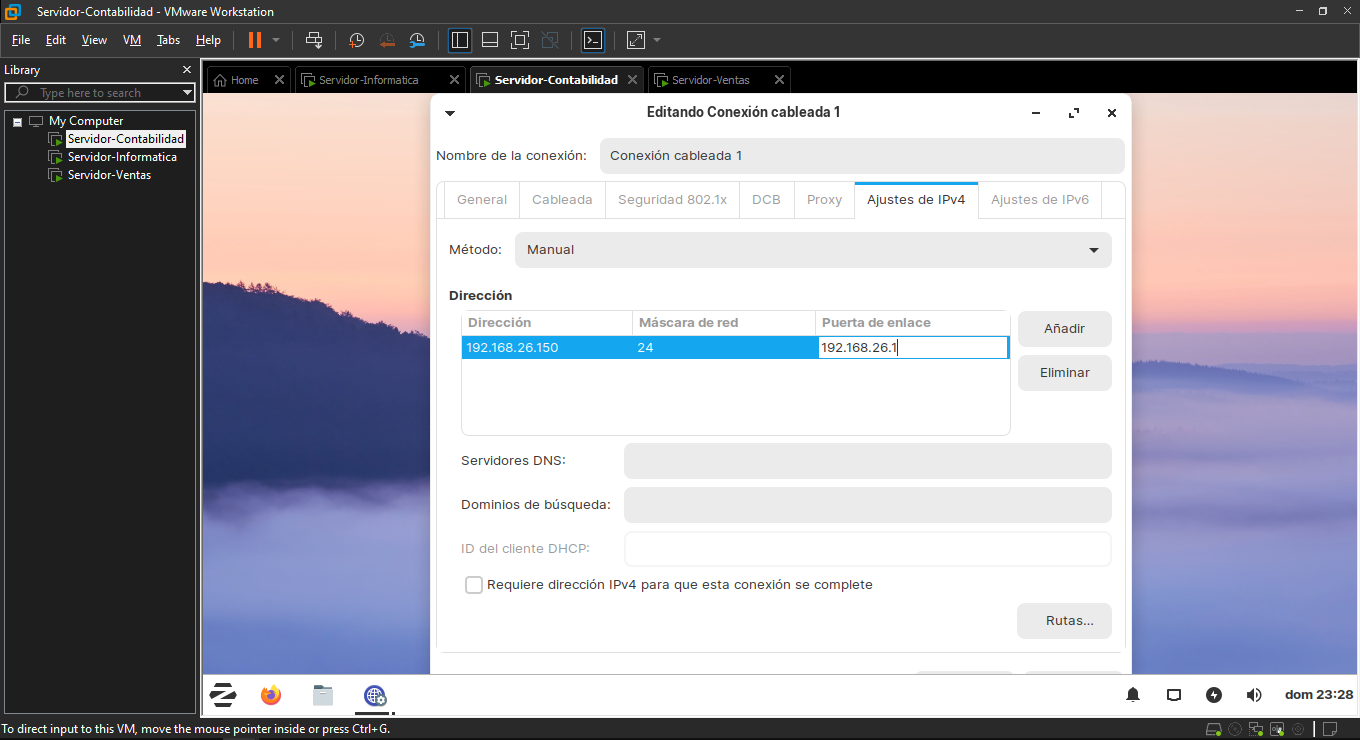 Servidor-Contabilidad - VMware Workstation
File Edit View VM Tabs Help
Library
Type here to search
My Computer
Servidor-Contabilidad
Servidor-Informatica
Servidor-Ventas
Home Servidor-Informatica Servidor-Contabilidad Servidor-Ventas
Editando Conexión cableada 1
Nombre de la conexión: Conexión cableada 1
General Cableada Seguridad 802.1x DCB Proxy Ajustes de IPv4 Ajustes de IPv6
Método: Manual
Dirección
Dirección Máscara de red Puerta de enlace
192.168.26.150 24 192.168.26.1
Añadir
Eliminar
Servidores DNS:
Dominios de búsqueda:
ID del cliente DHCP:
Requiere dirección IPv4 para que esta conexión se complete
Rutas...
dom 23:28
To direct input to this VM, move the mouse pointer inside or press Ctrl+G.